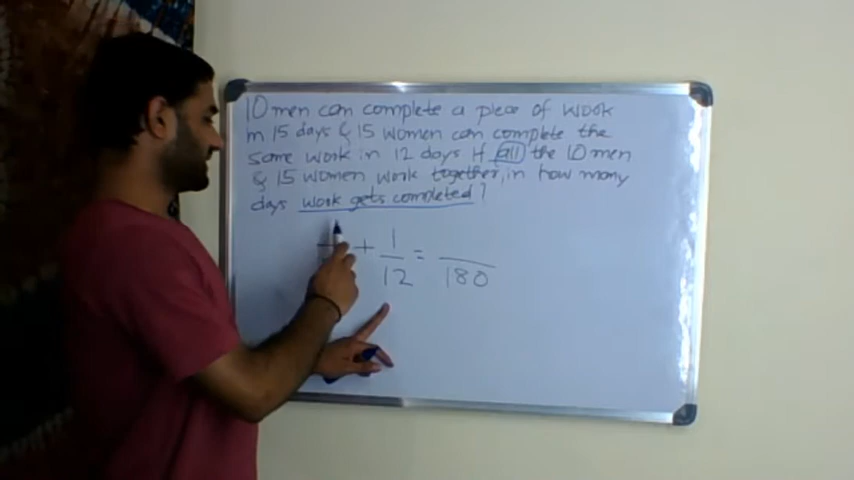 10 men can complete a piece of work
in 15 days & 15 women can complete the
same work in 12 days If all the 10 men
& 15 women work together, in how many
days work gets completed?
+ 1/12 = /180